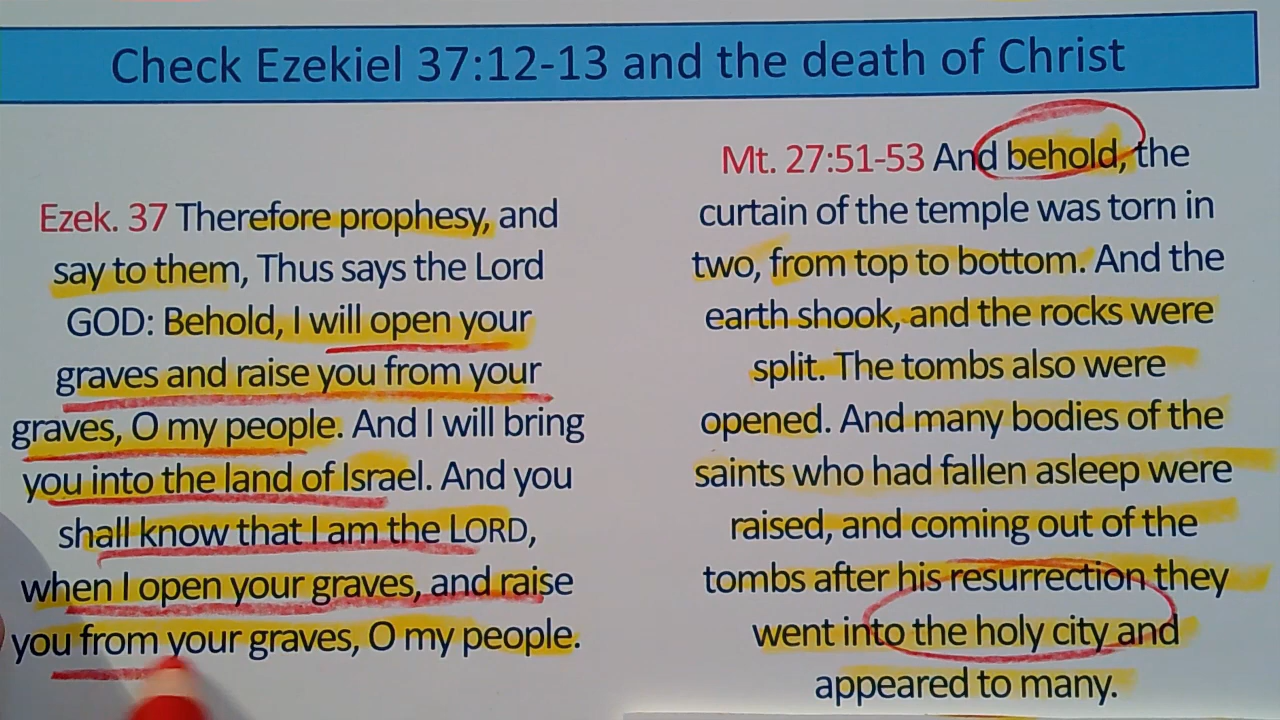 Check Ezekiel 37:12-13 and the death of Christ
Ezek. 37 Therefore prophesy, and
say to them, Thus says the Lord
GOD: Behold, I will open your
graves and raise you from your
graves, O my people. And I will bring
you into the land of Israel. And you
shall know that I am the LORD,
when I open your graves, and raise
you from your graves, O my people.
Mt. 27:51-53 And behold, the
curtain of the temple was torn in
two, from top to bottom. And the
earth shook, and the rocks were
split. The tombs also were
opened. And many bodies of the
saints who had fallen asleep were
raised, and coming out of the
tombs after his resurrection they
went into the holy city and
appeared to many.